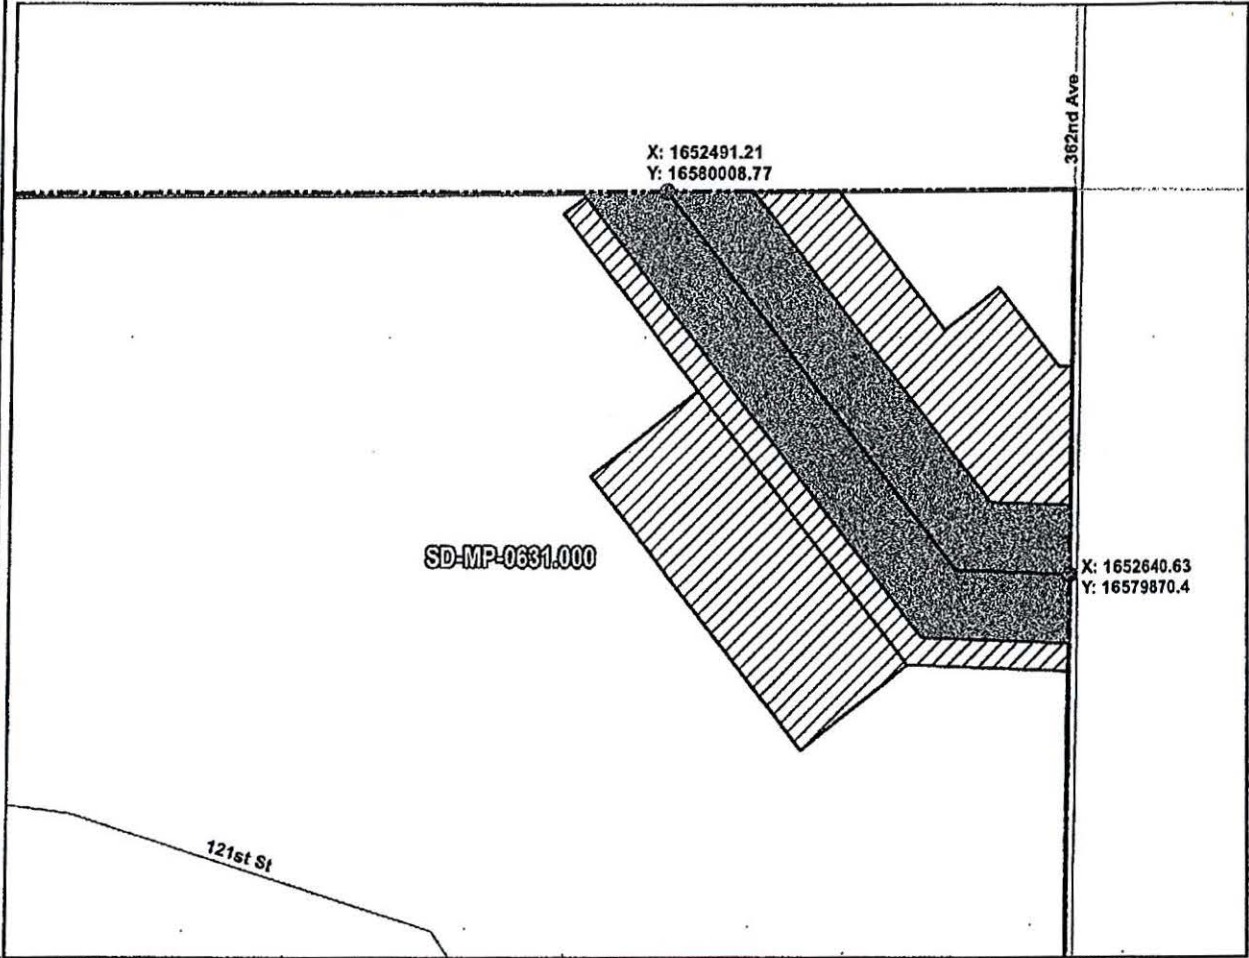 362nd Ave
X: 1652491.21
Y: 16580008.77
SD-MP-0631.000
X: 1652640.63
Y: 16579870.4
121st St